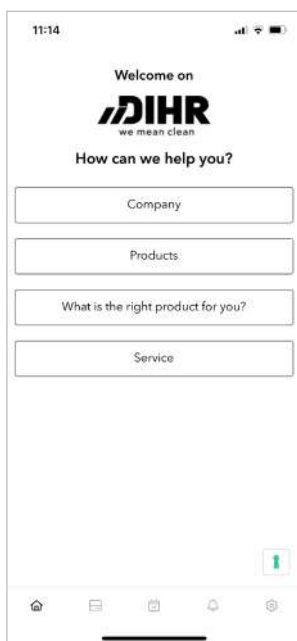 11:14
Welcome on
DIHR
we mean clean
How can we help you?
Company
Products
What is the right product for you?
Service